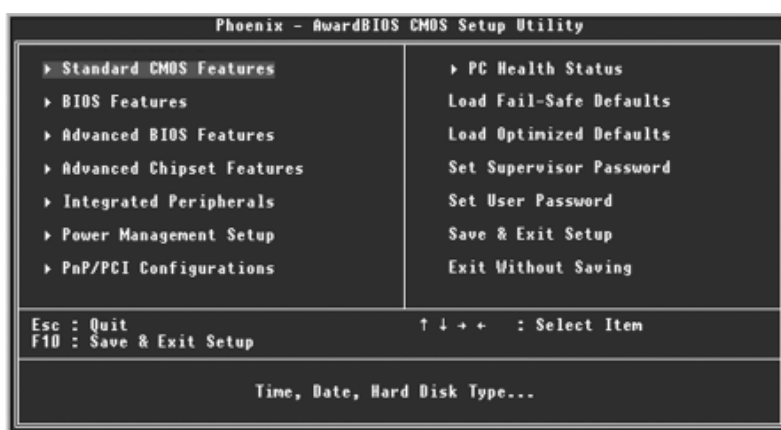 Phoenix - AwardBIOS CMOS Setup Utility
▸ Standard CMOS Features
▸ BIOS Features
▸ Advanced BIOS Features
▸ Advanced Chipset Features
▸ Integrated Peripherals
▸ Power Management Setup
▸ PnP/PCI Configurations
▸ PC Health Status
Load Fail-Safe Defaults
Load Optimized Defaults
Set Supervisor Password
Set User Password
Save & Exit Setup
Exit Without Saving
Esc : Quit
F10 : Save & Exit Setup
↑ ↓ → ← : Select Item
Time, Date, Hard Disk Type...